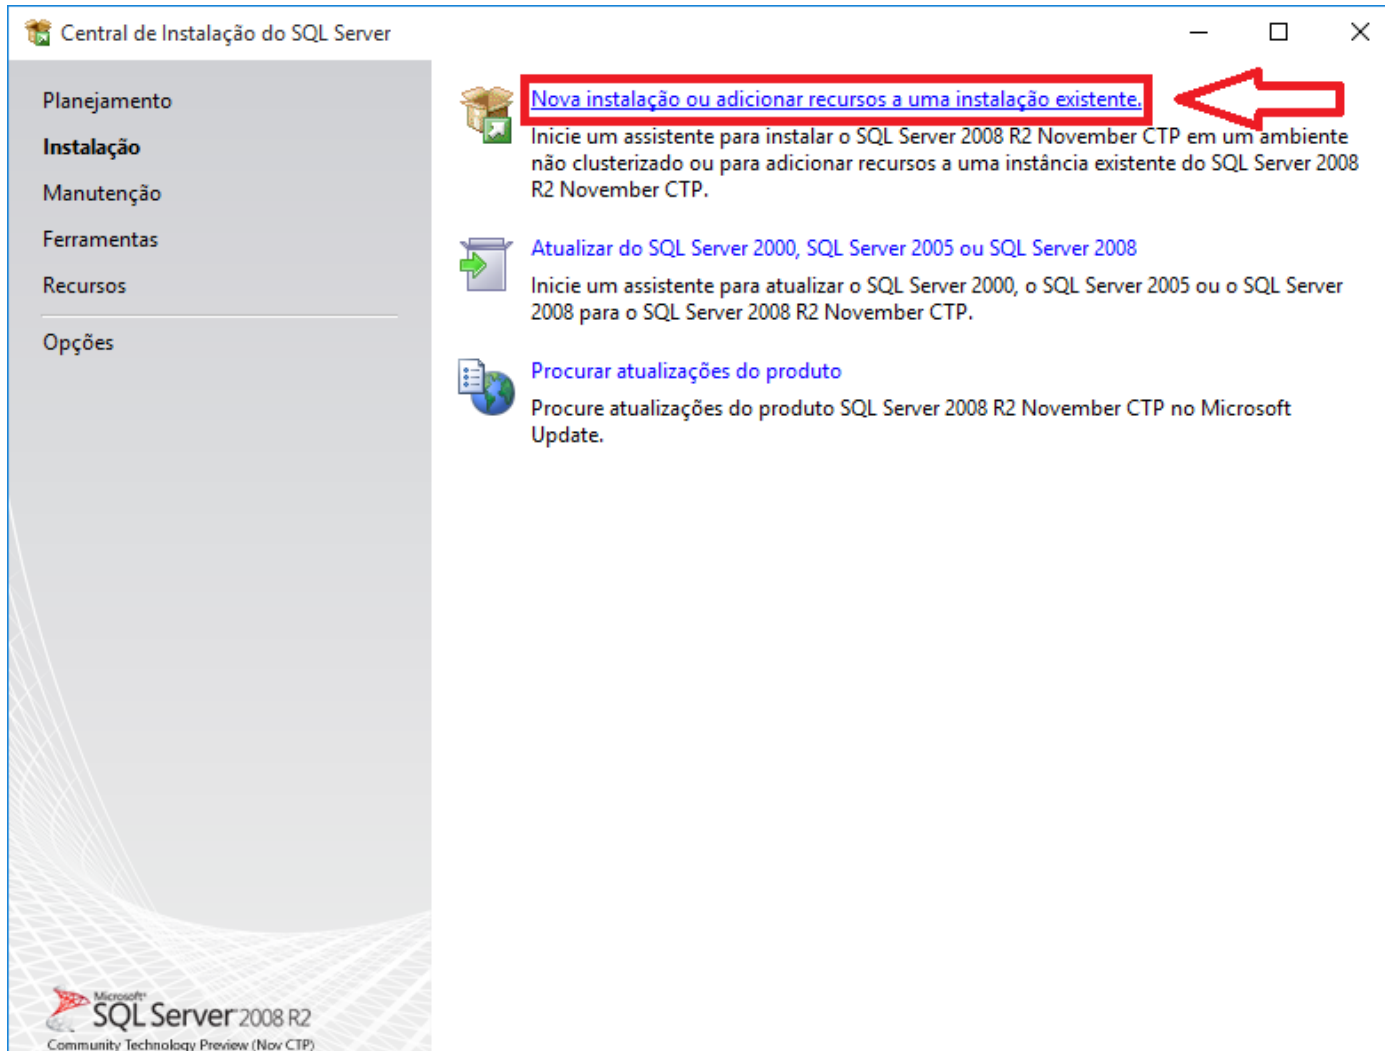 Central de Instalação do SQL Server
Planejamento
Instalação
Manutenção
Ferramentas
Recursos
Opções
Nova instalação ou adicionar recursos a uma instalação existente.
Inicie um assistente para instalar o SQL Server 2008 R2 November CTP em um ambiente
não clusterizado ou para adicionar recursos a uma instância existente do SQL Server 2008
R2 November CTP.
Atualizar do SQL Server 2000, SQL Server 2005 ou SQL Server 2008
Inicie um assistente para atualizar o SQL Server 2000, o SQL Server 2005 ou o SQL Server
2008 para o SQL Server 2008 R2 November CTP.
Procurar atualizações do produto
Procure atualizações do produto SQL Server 2008 R2 November CTP no Microsoft
Update.
Microsoft
SQL Server 2008 R2
Community Technology Preview (Nov CTP)